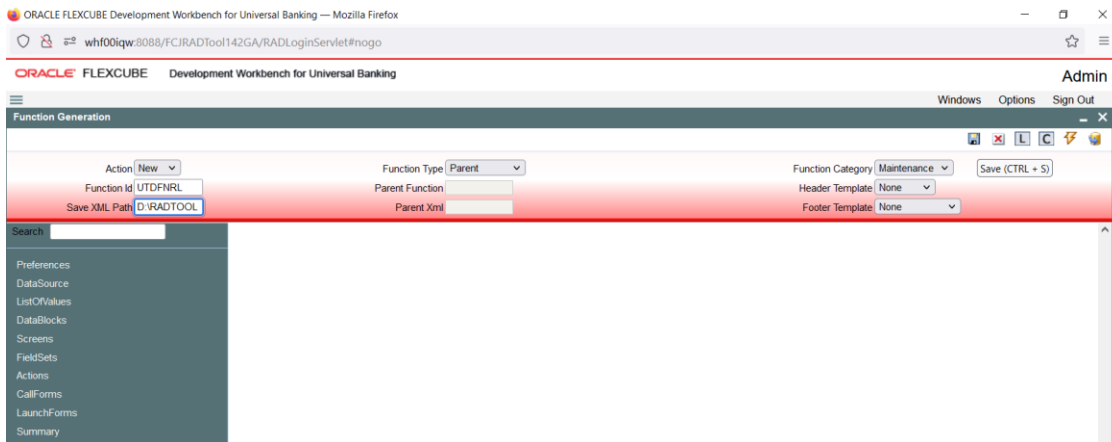 ORACLE FLEXCUBE Development Workbench for Universal Banking — Mozilla Firefox
whf00iqw:8088/FCJRADTool142GA/RADLoginServlet#nogo
ORACLE FLEXCUBE Development Workbench for Universal Banking Admin
Windows Options Sign Out
Function Generation
L C
Action New Function Type Parent Function Category Maintenance Save (CTRL + S)
Function Id UTDFNRL Parent Function Header Template None
Save XML Path D:\RADTOOL Parent Xml Footer Template None
Search
Preferences
DataSource
ListOfValues
DataBlocks
Screens
FieldSets
Actions
CallForms
LaunchForms
Summary